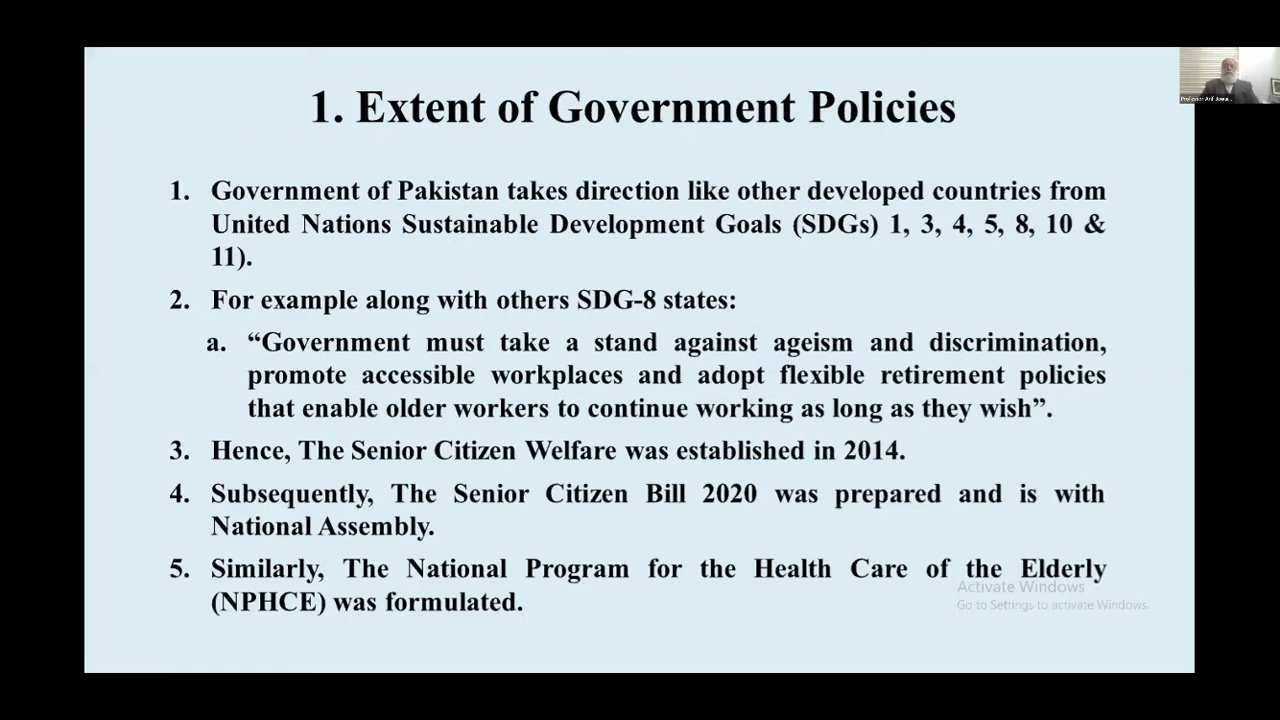 1. Extent of Government Policies
1. Government of Pakistan takes direction like other developed countries from
United Nations Sustainable Development Goals (SDGs) 1, 3, 4, 5, 8, 10 &
11).
2. For example along with others SDG-8 states:
a. “Government must take a stand against ageism and discrimination,
promote accessible workplaces and adopt flexible retirement policies
that enable older workers to continue working as long as they wish”.
3. Hence, The Senior Citizen Welfare was established in 2014.
4. Subsequently, The Senior Citizen Bill 2020 was prepared and is with
National Assembly.
5. Similarly, The National Program for the Health Care of the Elderly
(NPHCE) was formulated.
Activate Windows
Go to Settings to activate Windows.
Professor Arif